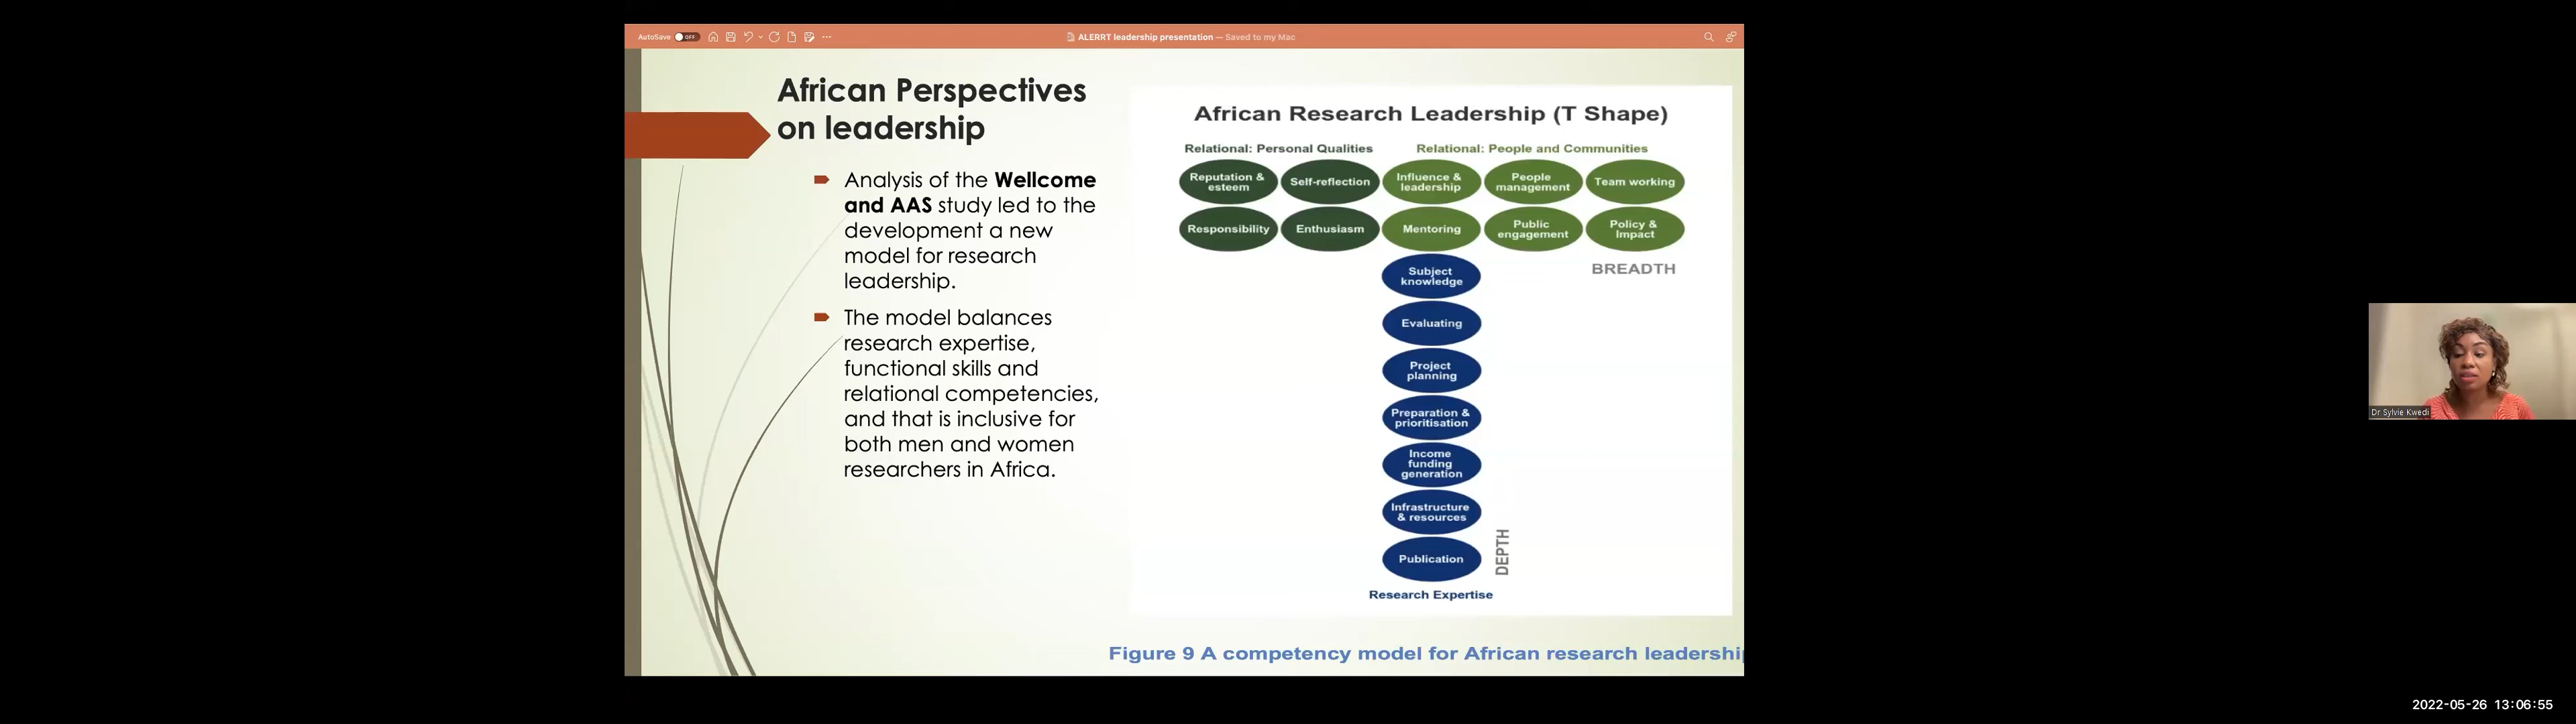 AutoSave OFF
ALERRT leadership presentation — Saved to my Mac
African Perspectives
on leadership
Analysis of the Wellcome
and AAS study led to the
development a new
model for research
leadership.
The model balances
research expertise,
functional skills and
relational competencies,
and that is inclusive for
both men and women
researchers in Africa.
African Research Leadership (T Shape)
Relational: Personal Qualities
Relational: People and Communities
Reputation &
esteem
Self-reflection
Influence &
leadership
People
management
Team working
Responsibility
Enthusiasm
Mentoring
Public
engagement
Policy &
Impact
BREADTH
Subject
knowledge
Evaluating
Project
planning
Preparation &
prioritisation
Income
funding
generation
Infrastructure
& resources
Publication
DEPTH
Research Expertise
Figure 9 A competency model for African research leadership
Dr Sylvie Kwedi
2022-05-26 13:06:55